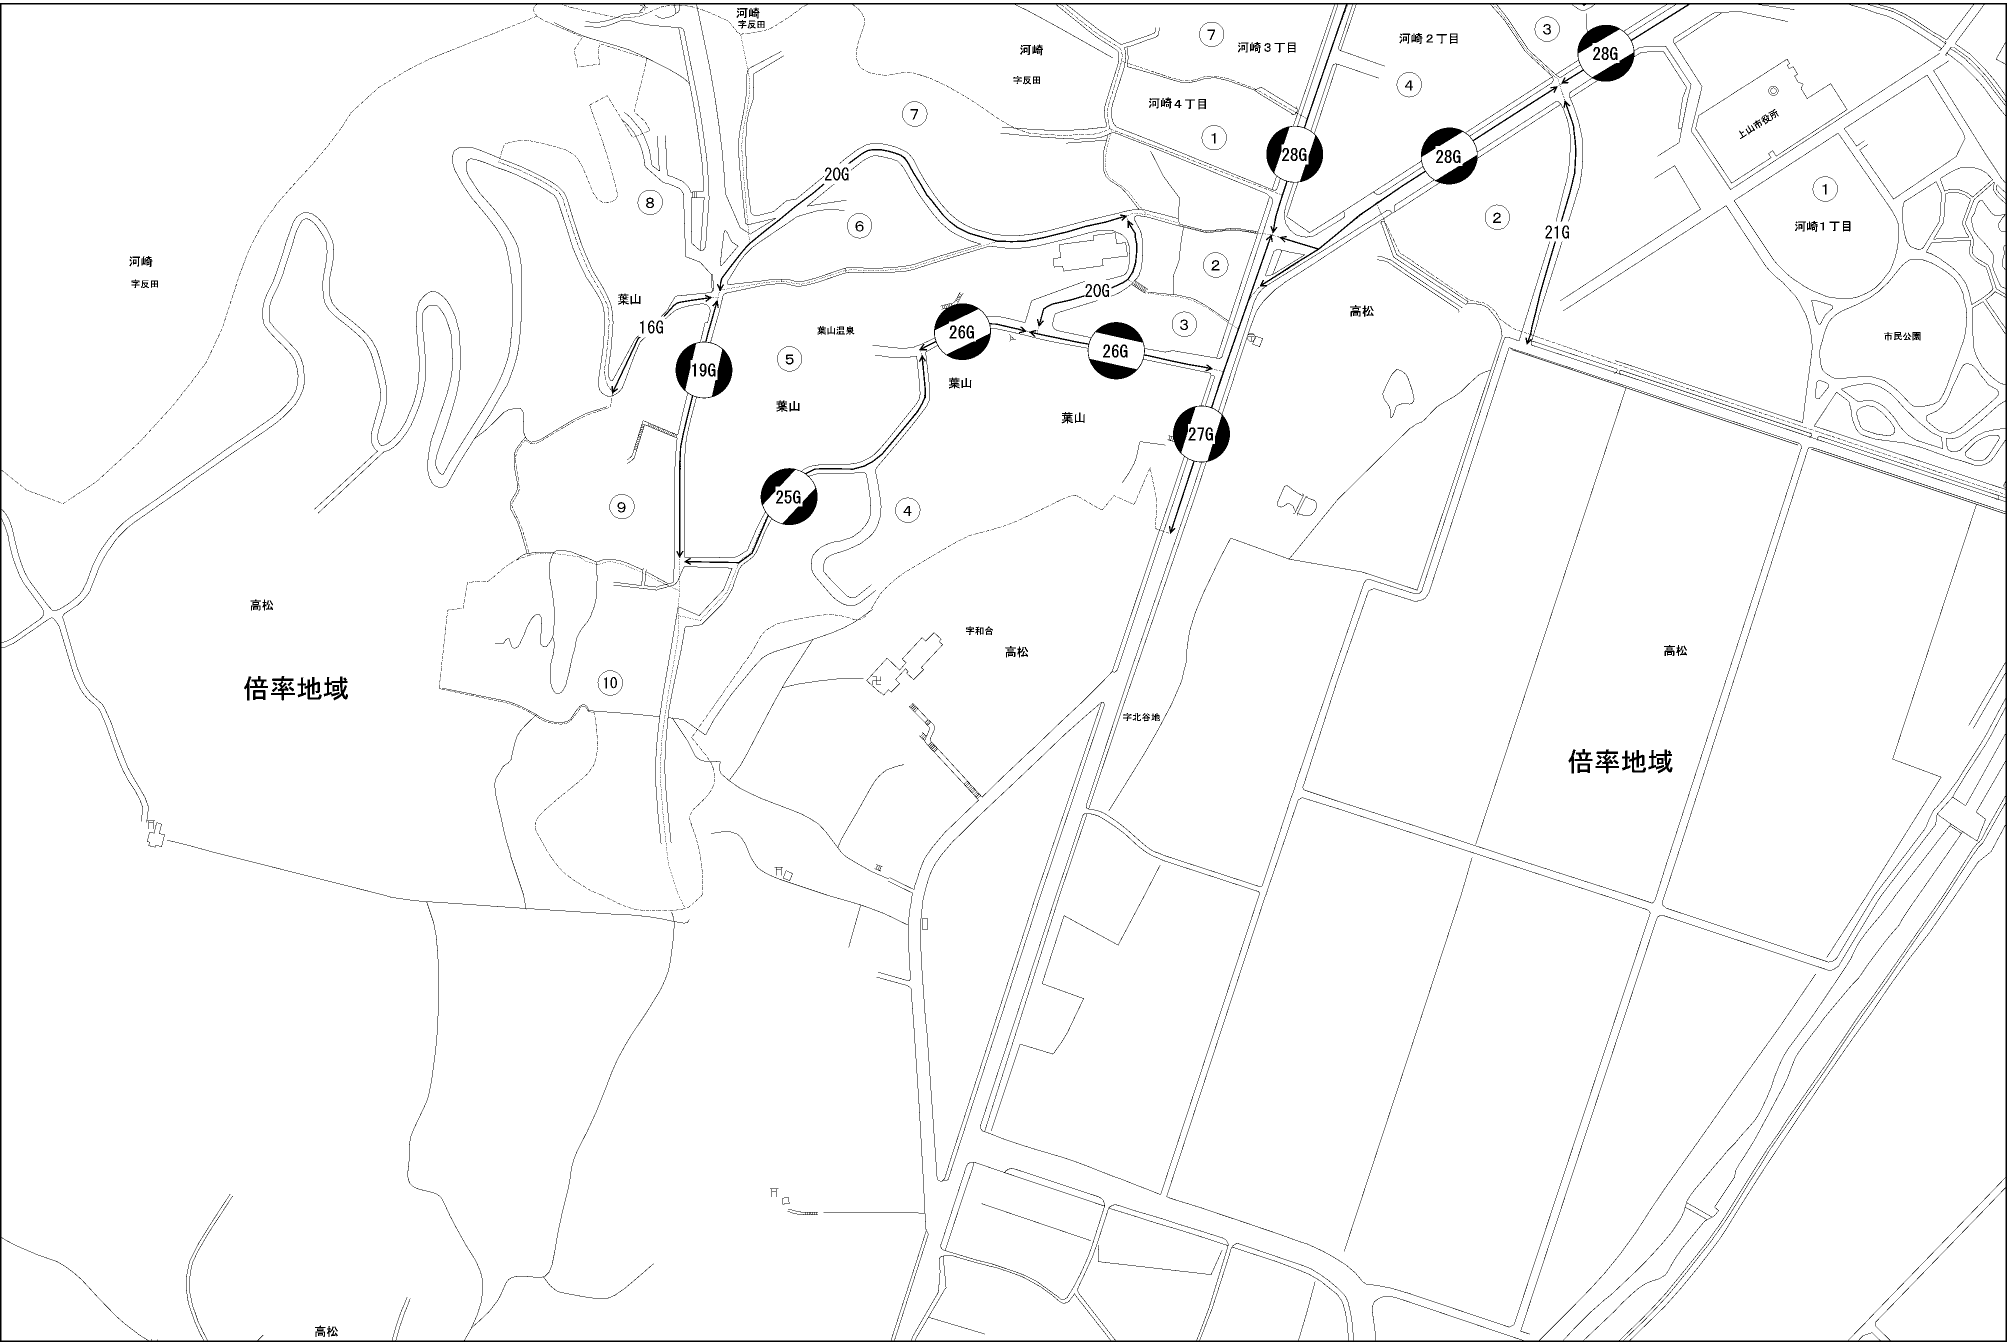 河崎
字反田
河崎
字反田
⑦
河崎3丁目
河崎2丁目
③
28G
④
河崎4丁目
⑦
①
28G
28G
上山市役所
20G
⑧
⑥
①
②
河崎1丁目
21G
河崎
字反田
②
葉山
16G
20G
高松
葉山温泉
26G
③
市民公園
19G
⑤
26G
葉山
葉山
葉山
27G
25G
⑨
④
高松
字和合
高松
高松
倍率地域
⑩
字北谷地
倍率地域
高松